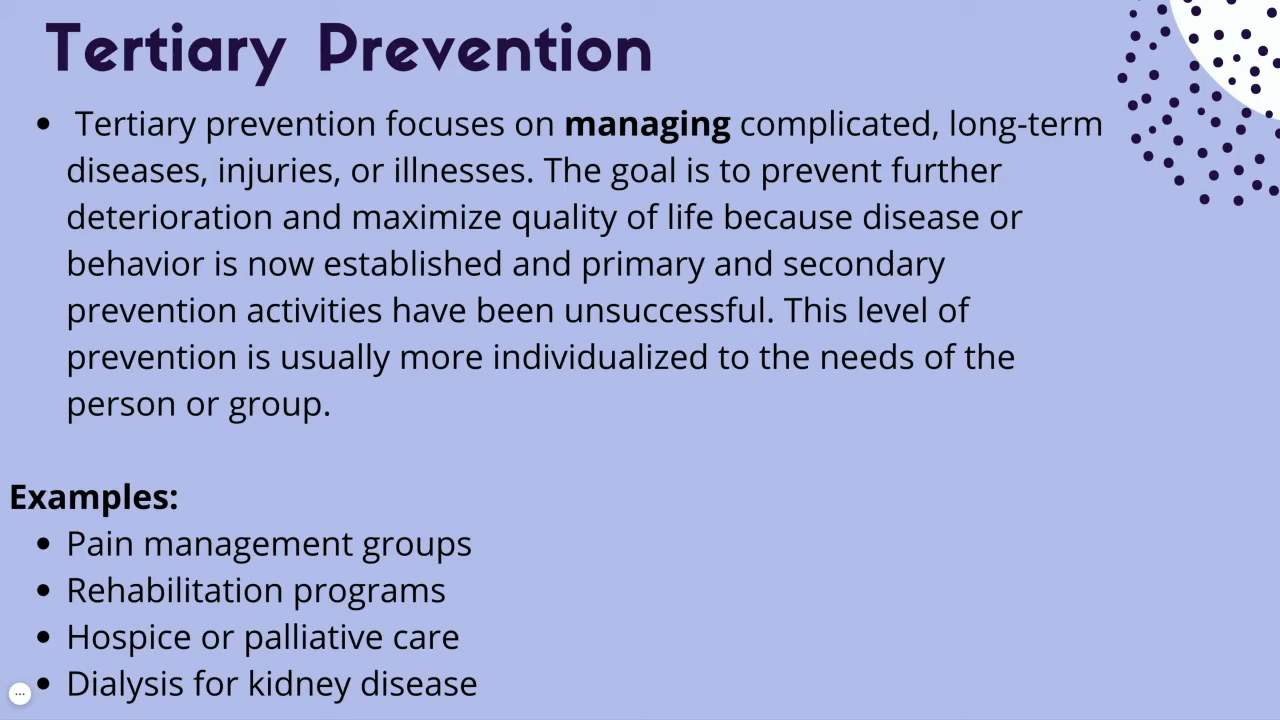 Tertiary Prevention
• Tertiary prevention focuses on managing complicated, long-term
diseases, injuries, or illnesses. The goal is to prevent further
deterioration and maximize quality of life because disease or
behavior is now established and primary and secondary
prevention activities have been unsuccessful. This level of
prevention is usually more individualized to the needs of the
person or group.
Examples:
• Pain management groups
• Rehabilitation programs
• Hospice or palliative care
• Dialysis for kidney disease